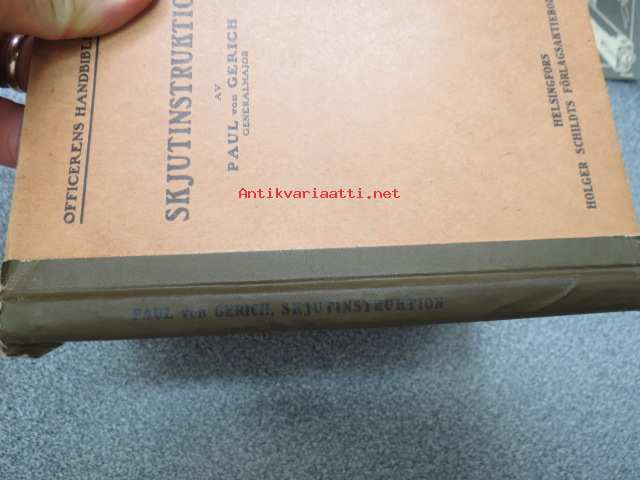 OFFICERENS HANDBIBL
SKJUTINSTRUKTIO
AV
PAUL von GERICH
GENERALMAJOR
HELSINGFORS
HOLGER SCHILDTS FÖRLAGSAKTIEBO
Antikvariaatti.net
PAUL von GERICH, SKJUTINSTRUKTION